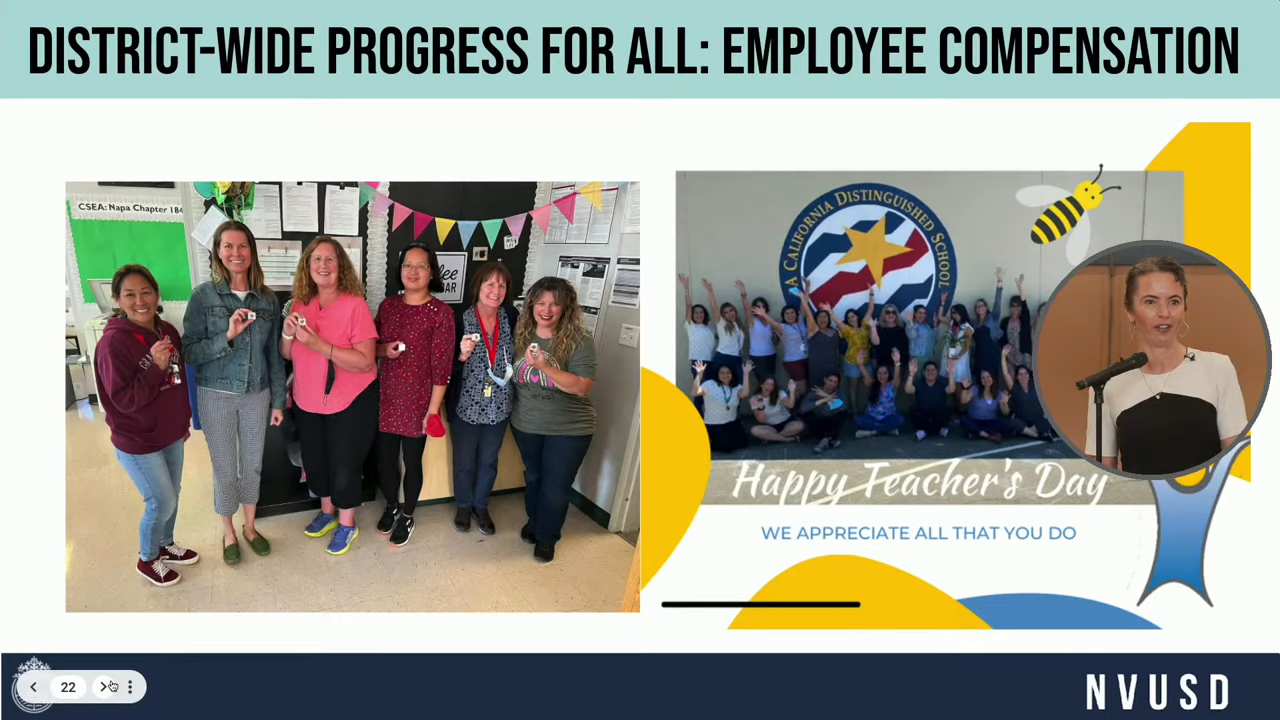 DISTRICT-WIDE PROGRESS FOR ALL: EMPLOYEE COMPENSATION
CSEA: Napa Chapter 184
BAR
A CALIFORNIA DISTINGUISHED SCHOOL
Happy Teacher's Day
WE APPRECIATE ALL THAT YOU DO
22
NVUSD